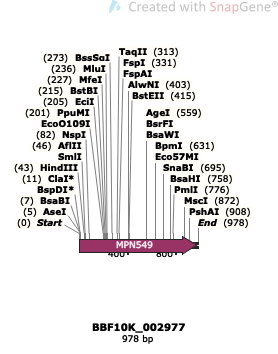 Created with SnapGene®
(273) BssSαI
(236) MluI
(227) MfeI
(215) BstBI
(205) EciI
(201) PpuMI
EcoO109I
(82) NspI
(46) AflII
SmlI
(43) HindIII
(11) ClaI*
BspDI*
(7) BsaBI
(5) AseI
(0) Start
TaqII (313)
FspI (331)
FspAI
AlwNI (403)
BstEII (415)
AgeI (559)
BsrFI
BsaWI
BpmI (631)
Eco57MI
SnaBI (695)
BsaHI (758)
PmlI (776)
MscI (872)
PshAI (908)
End (978)
MPN549
400
800
BBF10K_002977
978 bp